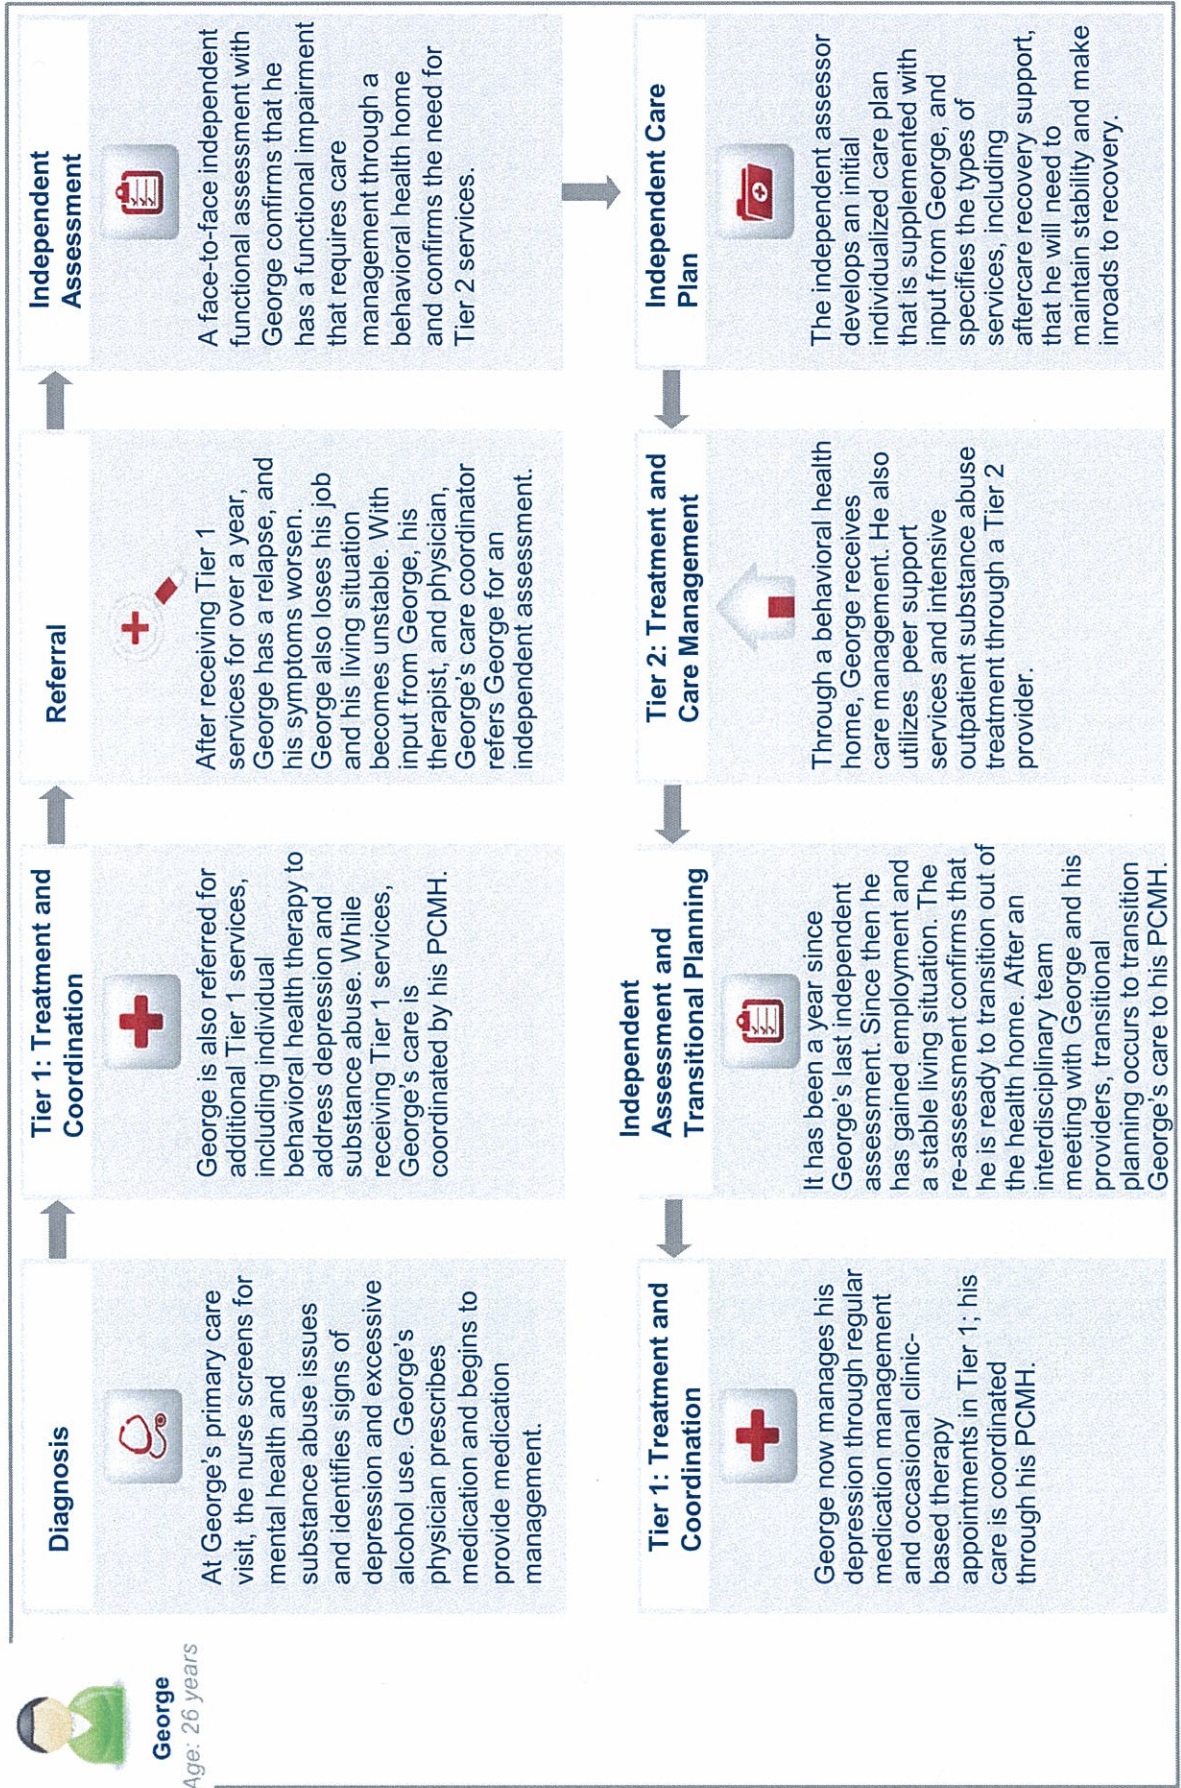 George
Age: 26 years
Diagnosis
At George's primary care
visit, the nurse screens for
mental health and
substance abuse issues
and identifies signs of
depression and excessive
alcohol use. George's
physician prescribes
medication and begins to
provide medication
management.
Tier 1: Treatment and
Coordination
George is also referred for
additional Tier 1 services,
including individual
behavioral health therapy to
address depression and
substance abuse. While
receiving Tier 1 services,
George's care is
coordinated by his PCMH.
Referral
After receiving Tier 1
services for over a year,
George has a relapse, and
his symptoms worsen.
George also loses his job
and his living situation
becomes unstable. With
input from George, his
therapist, and physician,
George's care coordinator
refers George for an
independent assessment.
Independent
Assessment
A face-to-face independent
functional assessment with
George confirms that he
has a functional impairment
that requires care
management through a
behavioral health home
and confirms the need for
Tier 2 services.
Independent Care
Plan
The independent assessor
develops an initial
individualized care plan
that is supplemented with
input from George, and
specifies the types of
services, including
aftercare recovery support,
that he will need to
maintain stability and make
inroads to recovery.
Tier 2: Treatment and
Care Management
Through a behavioral health
home, George receives
care management. He also
utilizes peer support
services and intensive
outpatient substance abuse
treatment through a Tier 2
provider.
Independent
Assessment and
Transitional Planning
It has been a year since
George's last independent
assessment. Since then he
has gained employment and
a stable living situation. The
re-assessment confirms that
he is ready to transition out of
the health home. After an
interdisciplinary team
meeting with George and his
providers, transitional
planning occurs to transition
George's care to his PCMH.
Tier 1: Treatment and
Coordination
George now manages his
depression through regular
medication management
and occasional clinic-
based therapy
appointments in Tier 1; his
care is coordinated
through his PCMH.